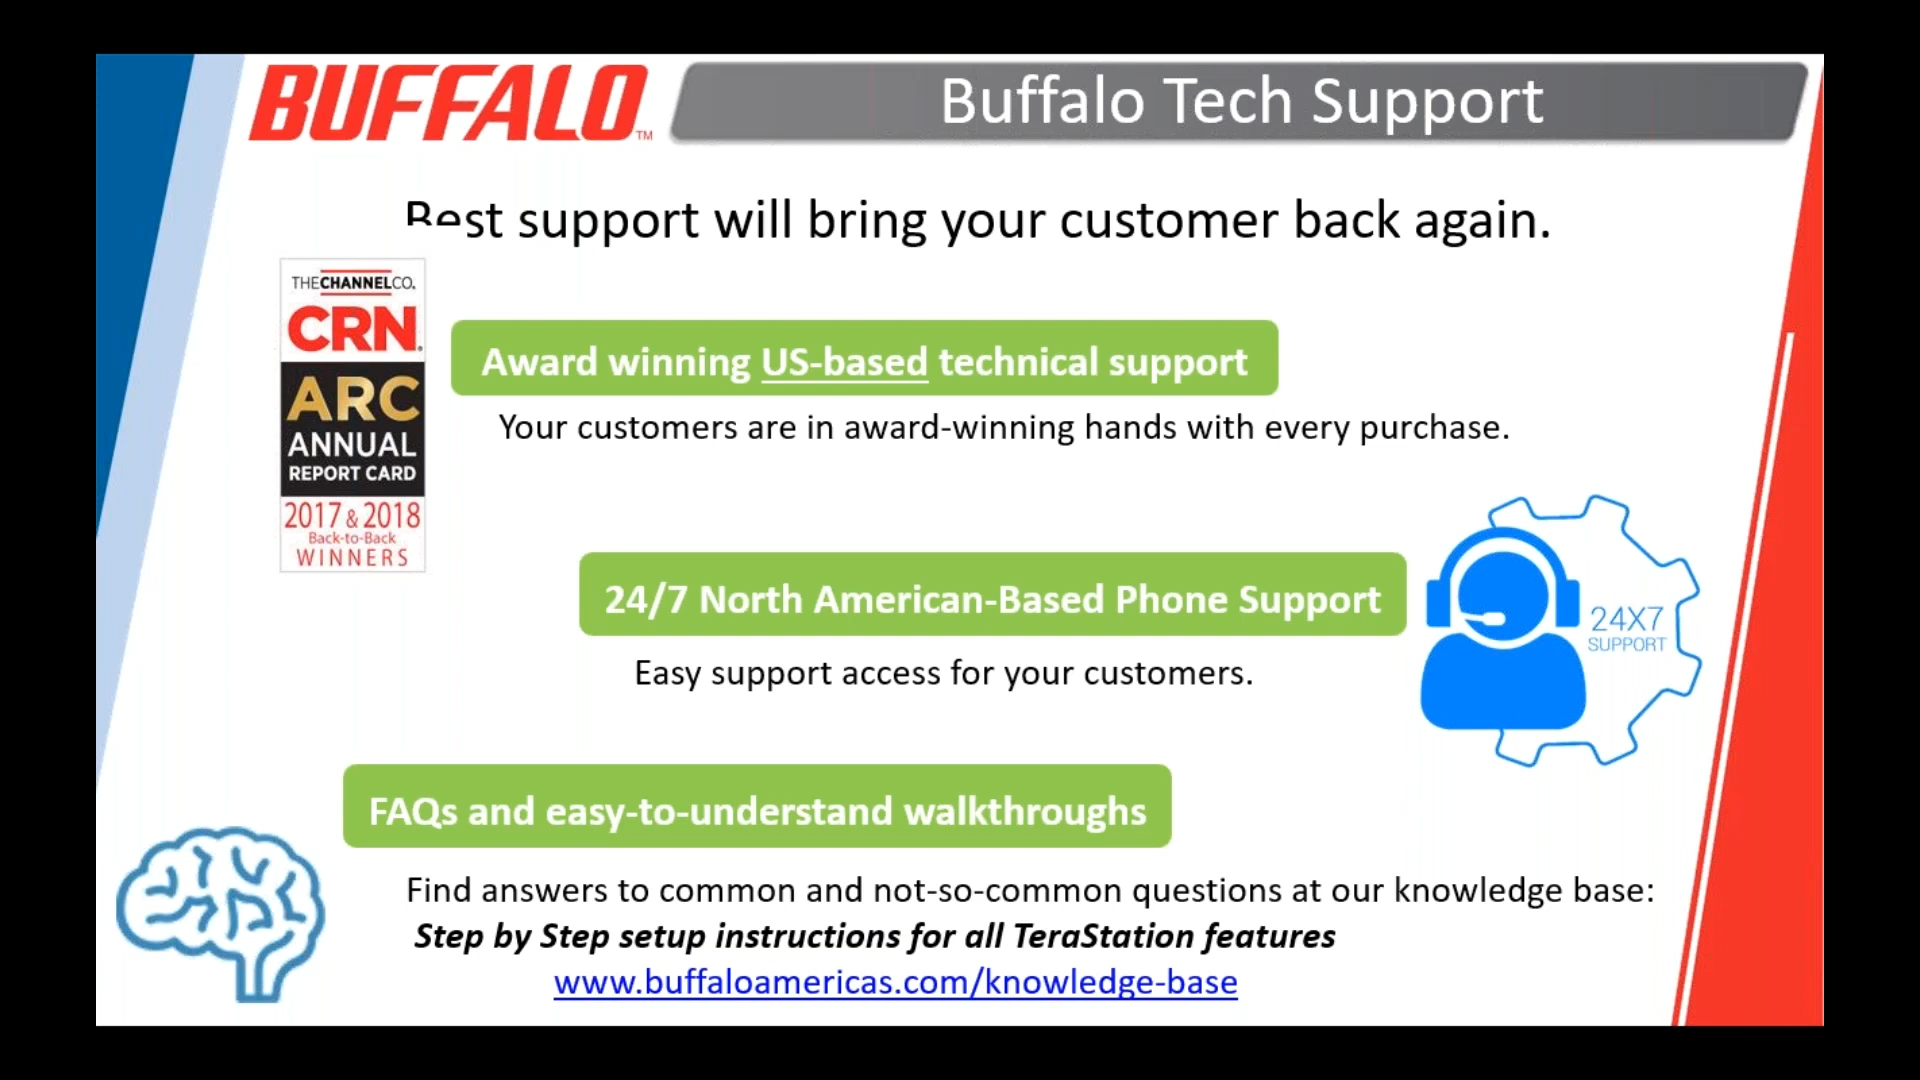 BUFFALO™
Buffalo Tech Support
Best support will bring your customer back again.
THECHANNELCO.
CRN®
ARC
ANNUAL
REPORT CARD
2017 & 2018
Back-to-Back
WINNERS
Award winning US-based technical support
Your customers are in award-winning hands with every purchase.
24/7 North American-Based Phone Support
24X7
SUPPORT
Easy support access for your customers.
FAQs and easy-to-understand walkthroughs
Find answers to common and not-so-common questions at our knowledge base:
Step by Step setup instructions for all TeraStation features
www.buffaloamericas.com/knowledge-base